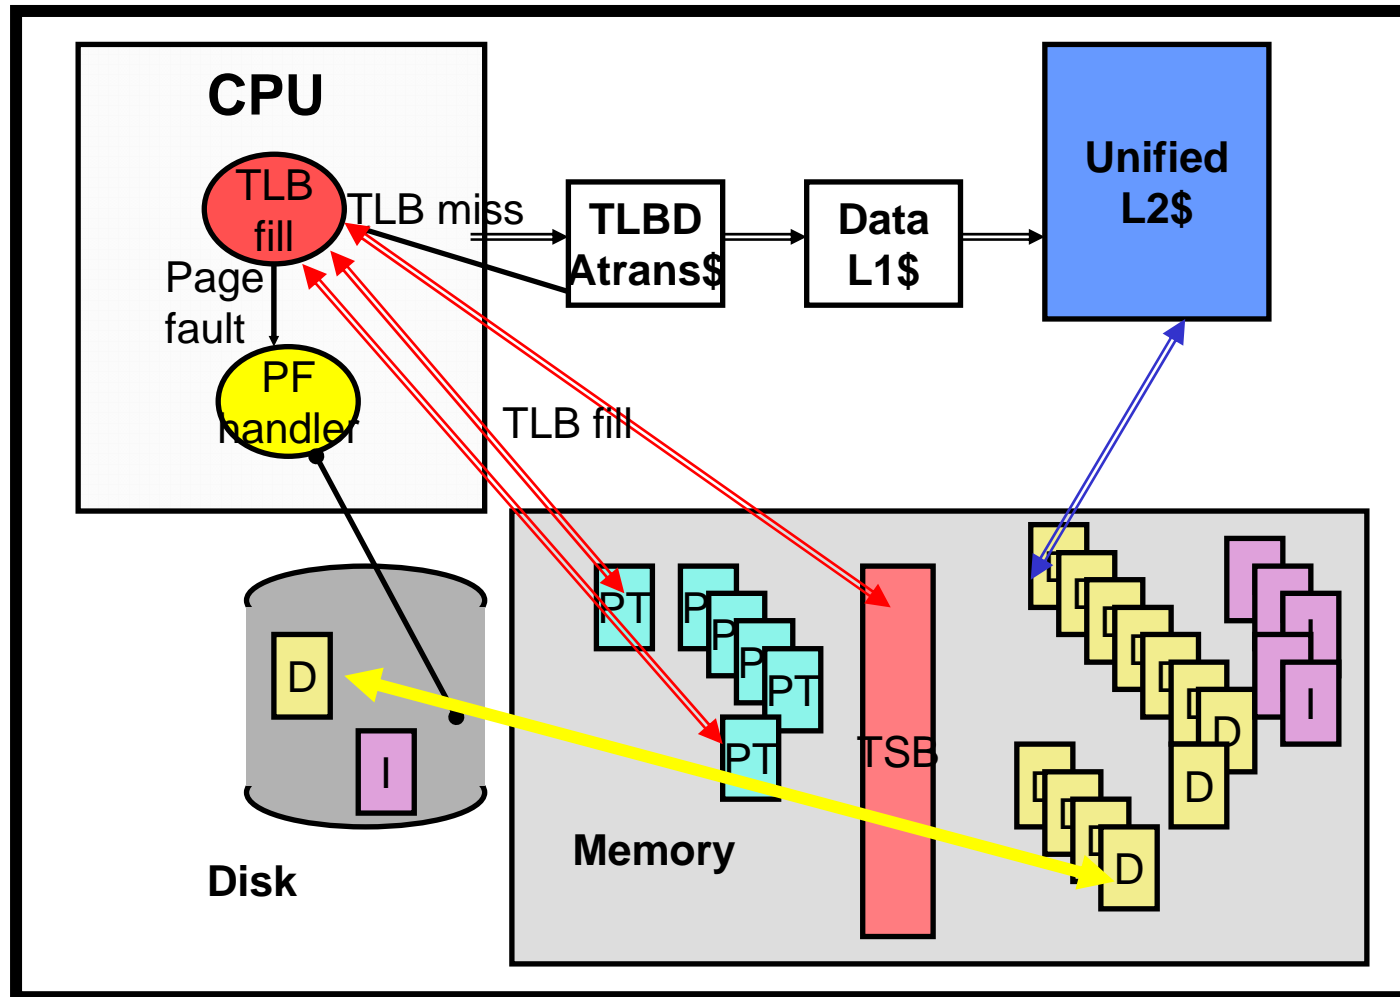 CPU
TLB
fill
TLB miss
Page
fault
PF
handler
TLBD
Atrans$
Data
L1$
Unified
L2$
TLB fill
PT
P
P
P
PT
PT
TSB
D
D
D
I
I
D
I
Memory
Disk